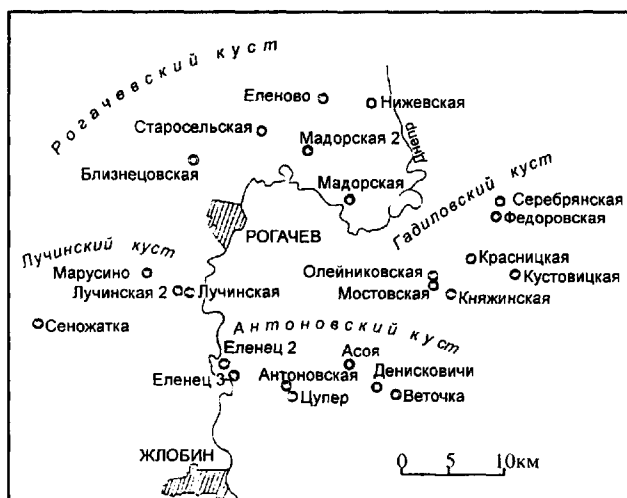 Рогачевский куст
Еленово
Нижевская
Старосельская
Мадорская 2
Днепр
Близнецовская
Мадорская
Гадиловский куст
Серебрянская
Федоровская
РОГАЧЕВ
Лучинский куст
Марусино
Олейниковская
Красницкая
Кустовицкая
Лучинская 2
Лучинская
Мостовская
Княжинская
Сеножатка
Антоновский куст
Еленец 2
Асоя
Еленец 3
Антоновская
Денисковичи
Цупер
Веточка
ЖЛОБИН
0 5 10км